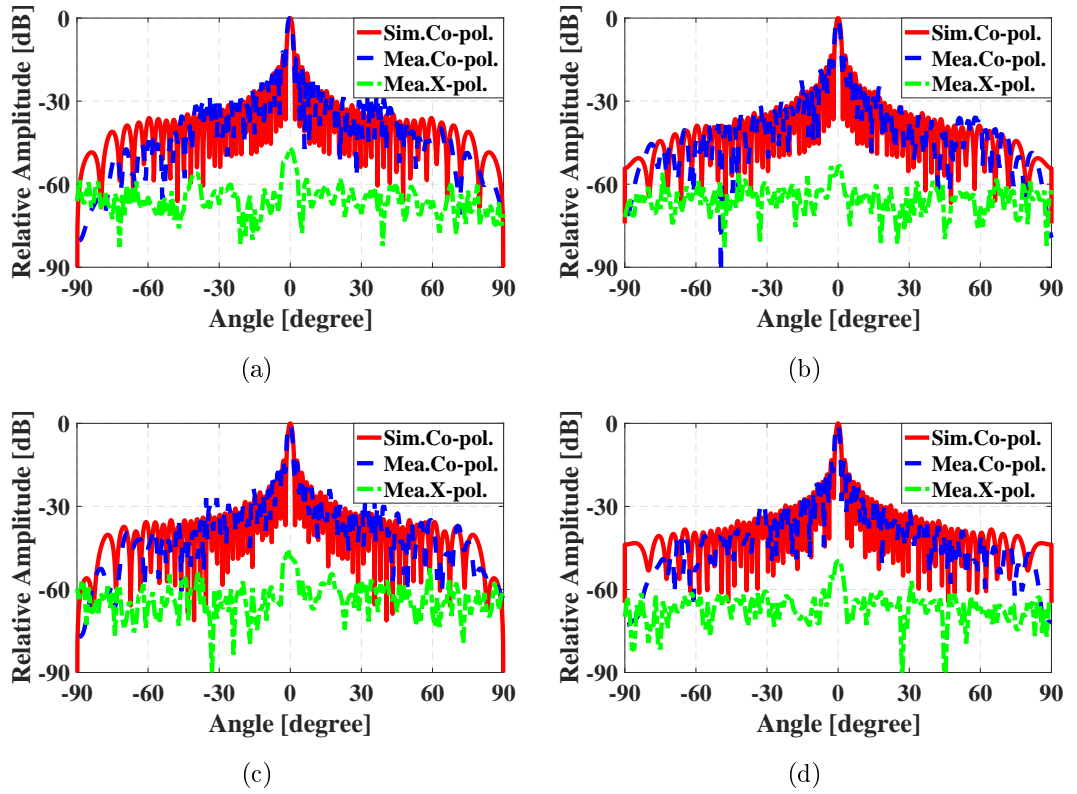 Relative Amplitude [dB]
0
-30
-60
-90
Sim.Co-pol.
Mea.Co-pol.
Mea.X-pol.
-90 -60 -30 0 30 60 90
Angle [degree]
(a)
Relative Amplitude [dB]
0
-30
-60
-90
Sim.Co-pol.
Mea.Co-pol.
Mea.X-pol.
-90 -60 -30 0 30 60 90
Angle [degree]
(b)
Relative Amplitude [dB]
0
-30
-60
-90
Sim.Co-pol.
Mea.Co-pol.
Mea.X-pol.
-90 -60 -30 0 30 60 90
Angle [degree]
(c)
Relative Amplitude [dB]
0
-30
-60
-90
Sim.Co-pol.
Mea.Co-pol.
Mea.X-pol.
-90 -60 -30 0 30 60 90
Angle [degree]
(d)